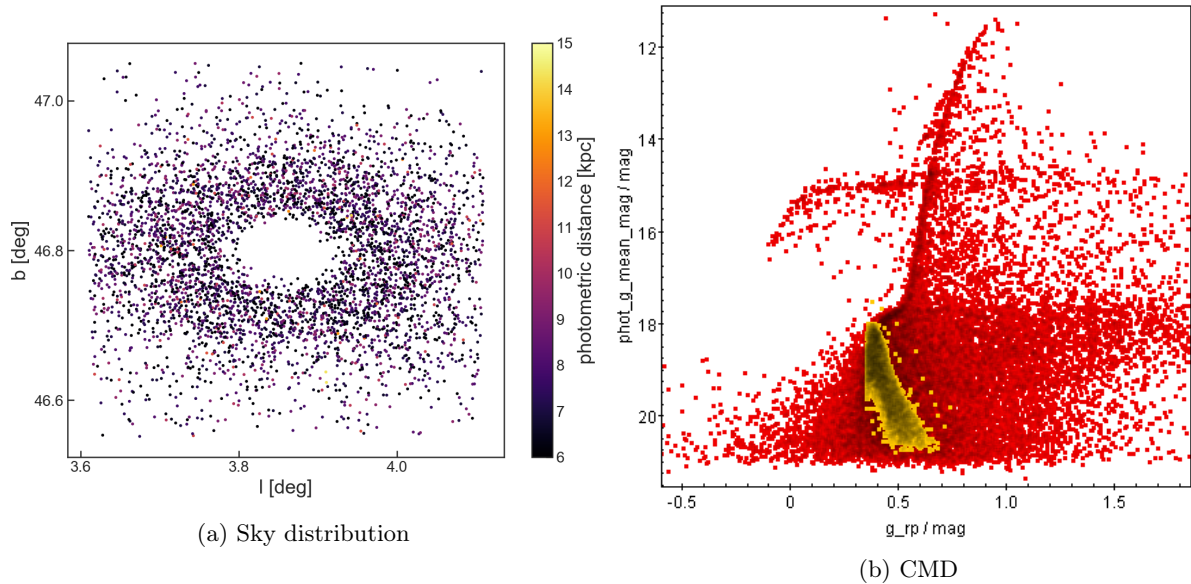 47.0
46.8
46.6
b [deg]
3.6 3.8 4.0
l [deg]
15
14
13
12
11
10
9
8
7
6
photometric distance [kpc]
(a) Sky distribution
12
14
16
18
20
phot_g_mean_mag / mag
-0.5 0 0.5 1.0 1.5
g_rp / mag
(b) CMD